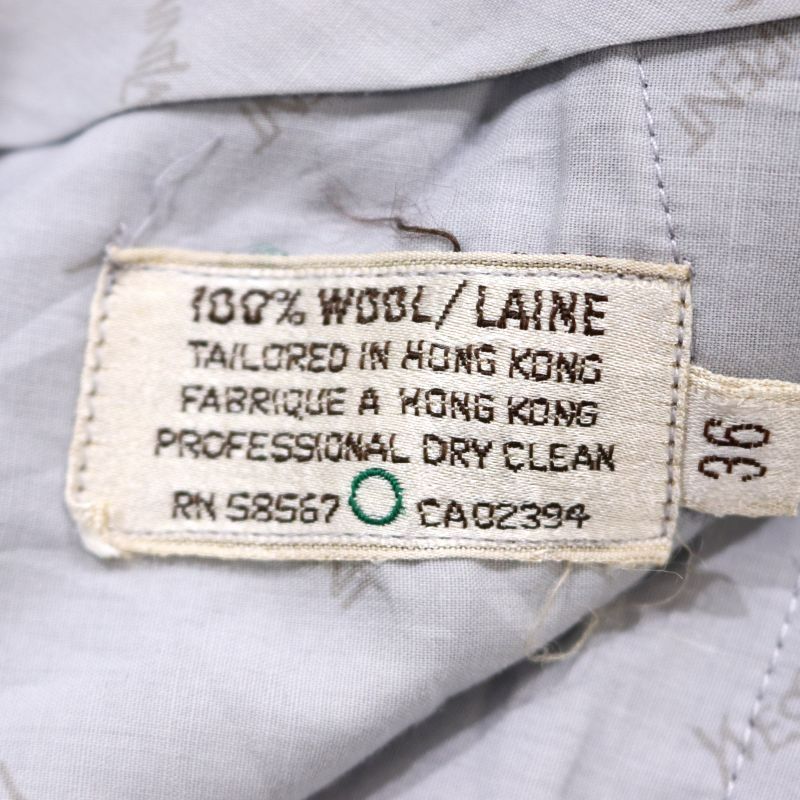 100% WOOL/LAINE
TAILORED IN HONG KONG
FABRIQUE A HONG KONG
PROFESSIONAL DRY CLEAN
RN 58567 CA02394
36